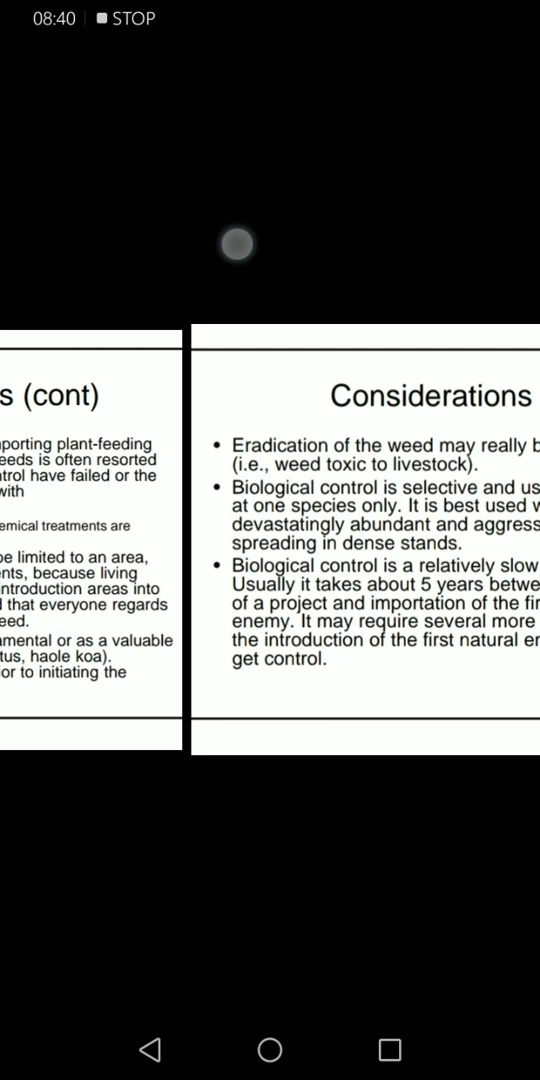 08:40
STOP
s (cont)
porting plant-feeding
eeds is often resorted
trol have failed or the
with
emical treatments are
be limited to an area,
nts, because living
introduction areas into
l that everyone regards
eed.
amental or as a valuable
tus, haole koa).
or to initiating the
Considerations
• Eradication of the weed may really b
(i.e., weed toxic to livestock).
• Biological control is selective and us
at one species only. It is best used w
devastatingly abundant and aggress
spreading in dense stands.
• Biological control is a relatively slow
Usually it takes about 5 years betwe
of a project and importation of the fir
enemy. It may require several more
the introduction of the first natural en
get control.